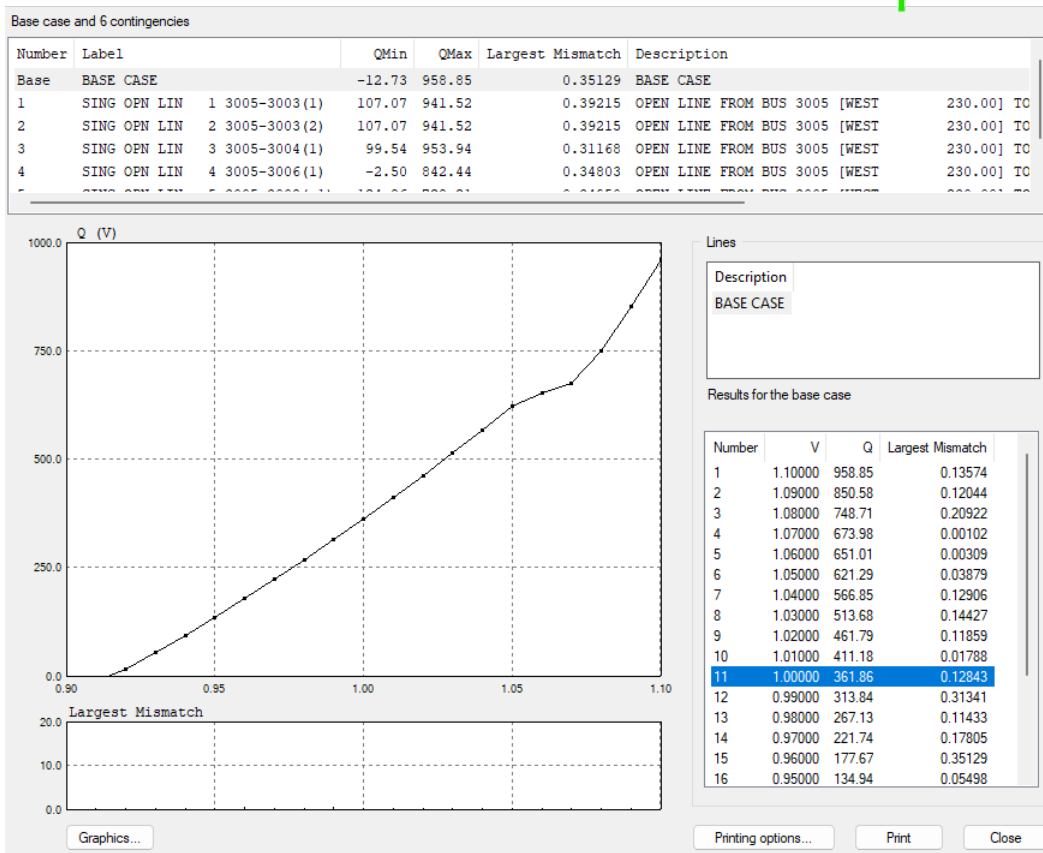 Base case and 6 contingencies
Number Label QMin QMax Largest Mismatch Description
Base BASE CASE -12.73 958.85 0.35129 BASE CASE
1 SING OPN LIN 1 3005-3003(1) 107.07 941.52 0.39215 OPEN LINE FROM BUS 3005 [WEST 230.00] TO
2 SING OPN LIN 2 3005-3003(2) 107.07 941.52 0.39215 OPEN LINE FROM BUS 3005 [WEST 230.00] TO
3 SING OPN LIN 3 3005-3004(1) 99.54 953.94 0.31168 OPEN LINE FROM BUS 3005 [WEST 230.00] TO
4 SING OPN LIN 4 3005-3006(1) -2.50 842.44 0.34803 OPEN LINE FROM BUS 3005 [WEST 230.00] TO
Q (V)
1000.0
750.0
500.0
250.0
0.0
0.90 0.95 1.00 1.05 1.10
Largest Mismatch
20.0
10.0
0.0
Graphics...
Lines
Description
BASE CASE
Results for the base case
Number V Q Largest Mismatch
1 1.10000 958.85 0.13574
2 1.09000 850.58 0.12044
3 1.08000 748.71 0.20922
4 1.07000 673.98 0.00102
5 1.06000 651.01 0.00309
6 1.05000 621.29 0.03879
7 1.04000 566.85 0.12906
8 1.03000 513.68 0.14427
9 1.02000 461.79 0.11859
10 1.01000 411.18 0.01788
11 1.00000 361.86 0.12843
12 0.99000 313.84 0.31341
13 0.98000 267.13 0.11433
14 0.97000 221.74 0.17805
15 0.96000 177.67 0.35129
16 0.95000 134.94 0.05498
Printing options... Print Close